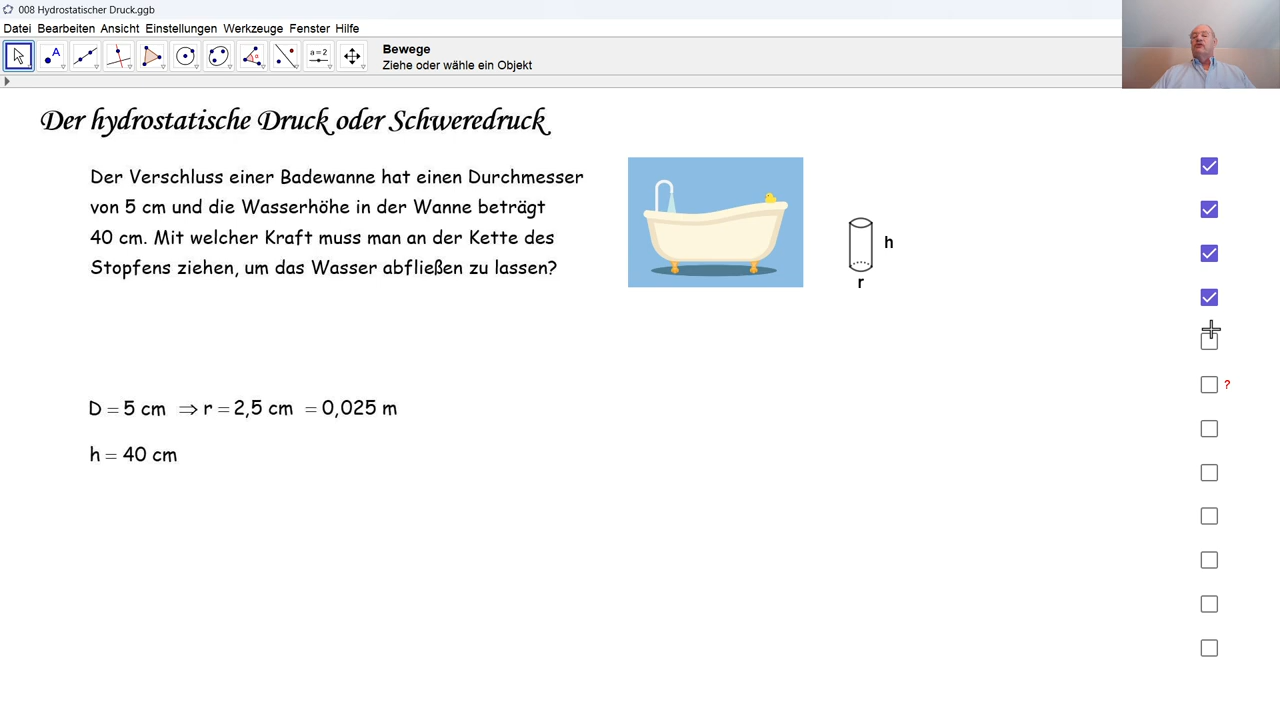 008 Hydrostatischer Druck.ggb
Datei Bearbeiten Ansicht Einstellungen Werkzeuge Fenster Hilfe
A
a=2
Bewege
Ziehe oder wähle ein Objekt
Der hydrostatische Druck oder Schweredruck
Der Verschluss einer Badewanne hat einen Durchmesser
von 5 cm und die Wasserhöhe in der Wanne beträgt
40 cm. Mit welcher Kraft muss man an der Kette des
Stopfens ziehen, um das Wasser abfließen zu lassen?
h
r
?
D = 5 cm ⇒ r = 2,5 cm = 0,025 m
h = 40 cm